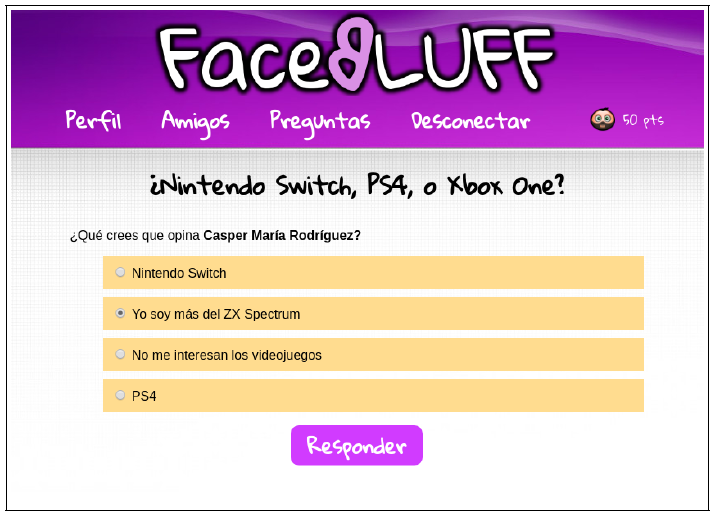 FaceBLUFF
Perfil Amigos Preguntas Desconectar 50 pts
¿Nintendo Switch, PS4, o Xbox One?
¿Qué crees que opina Casper María Rodríguez?
Nintendo Switch
Yo soy más del ZX Spectrum
No me interesan los videojuegos
PS4
Responder